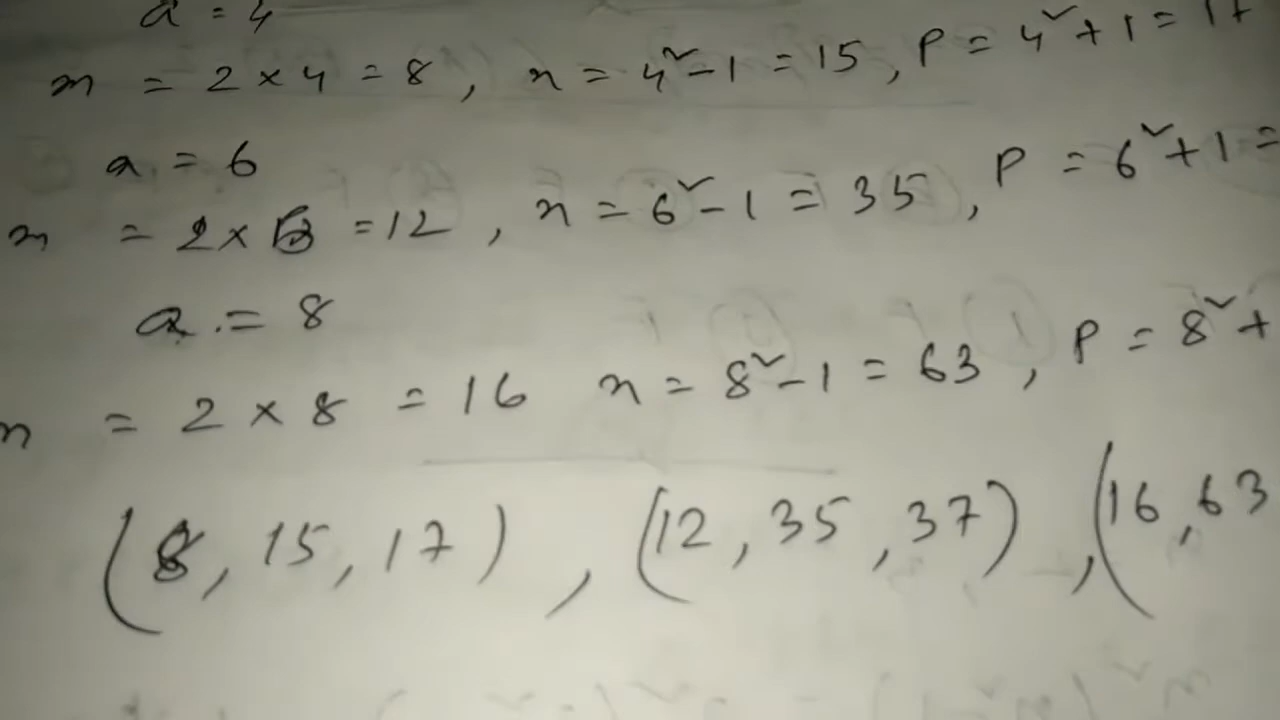 a = 4
m = 2 × 4 = 8, n = 4² - 1 = 15, P = 4² + 1 = 17
a = 6
m = 2 × 6 = 12, n = 6² - 1 = 35, P = 6² + 1 =
a = 8
m = 2 × 8 = 16 n = 8² - 1 = 63, P = 8² +
(8, 15, 17), (12, 35, 37), (16, 63